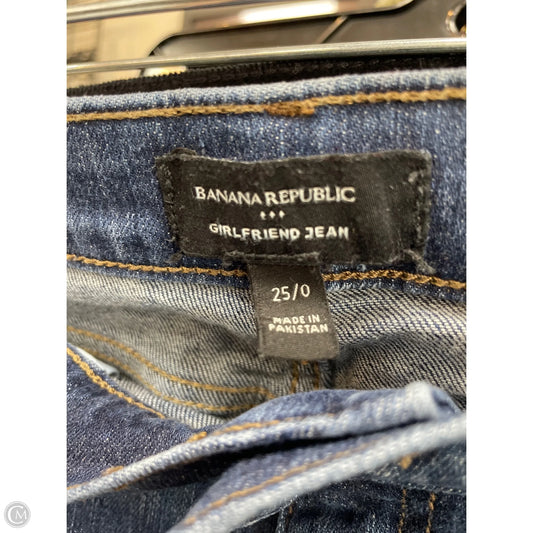 BANANA REPUBLIC
GIRLFRIEND JEAN
25/0
MADE IN
PAKISTAN